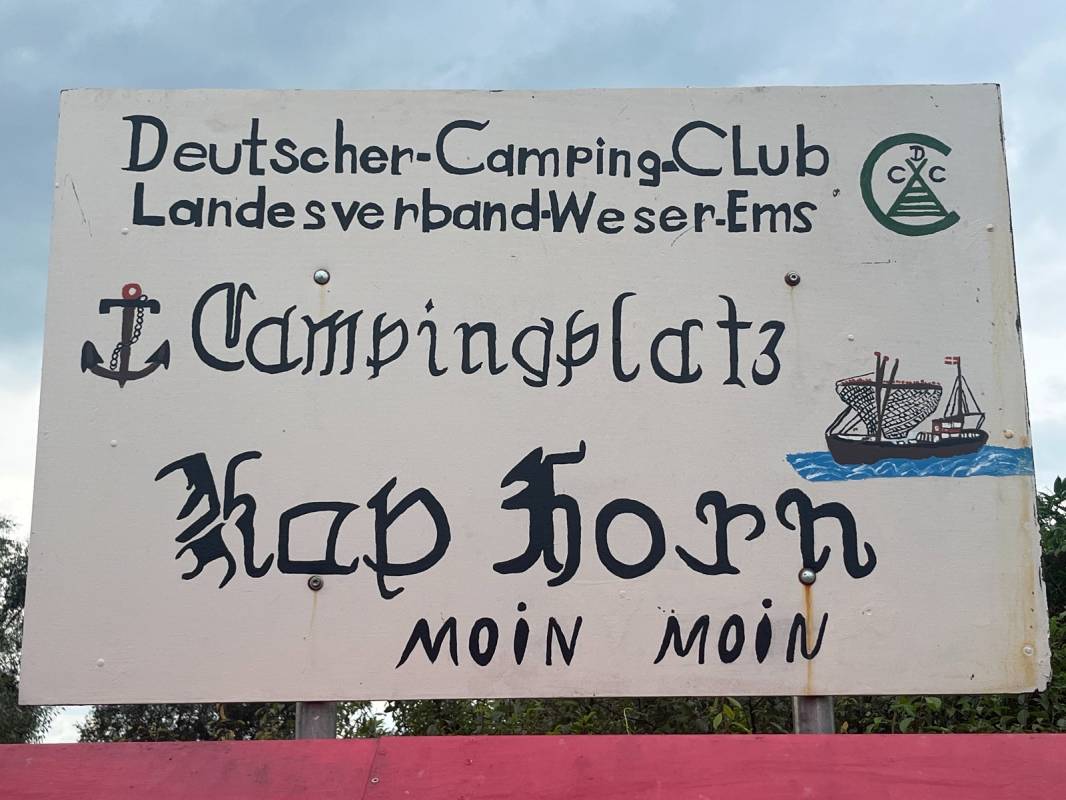 Deutscher-Camping-CLub
DCC
Landesverband-Weser-Ems
Campingplatz
Kap Horn
MOIN MOIN